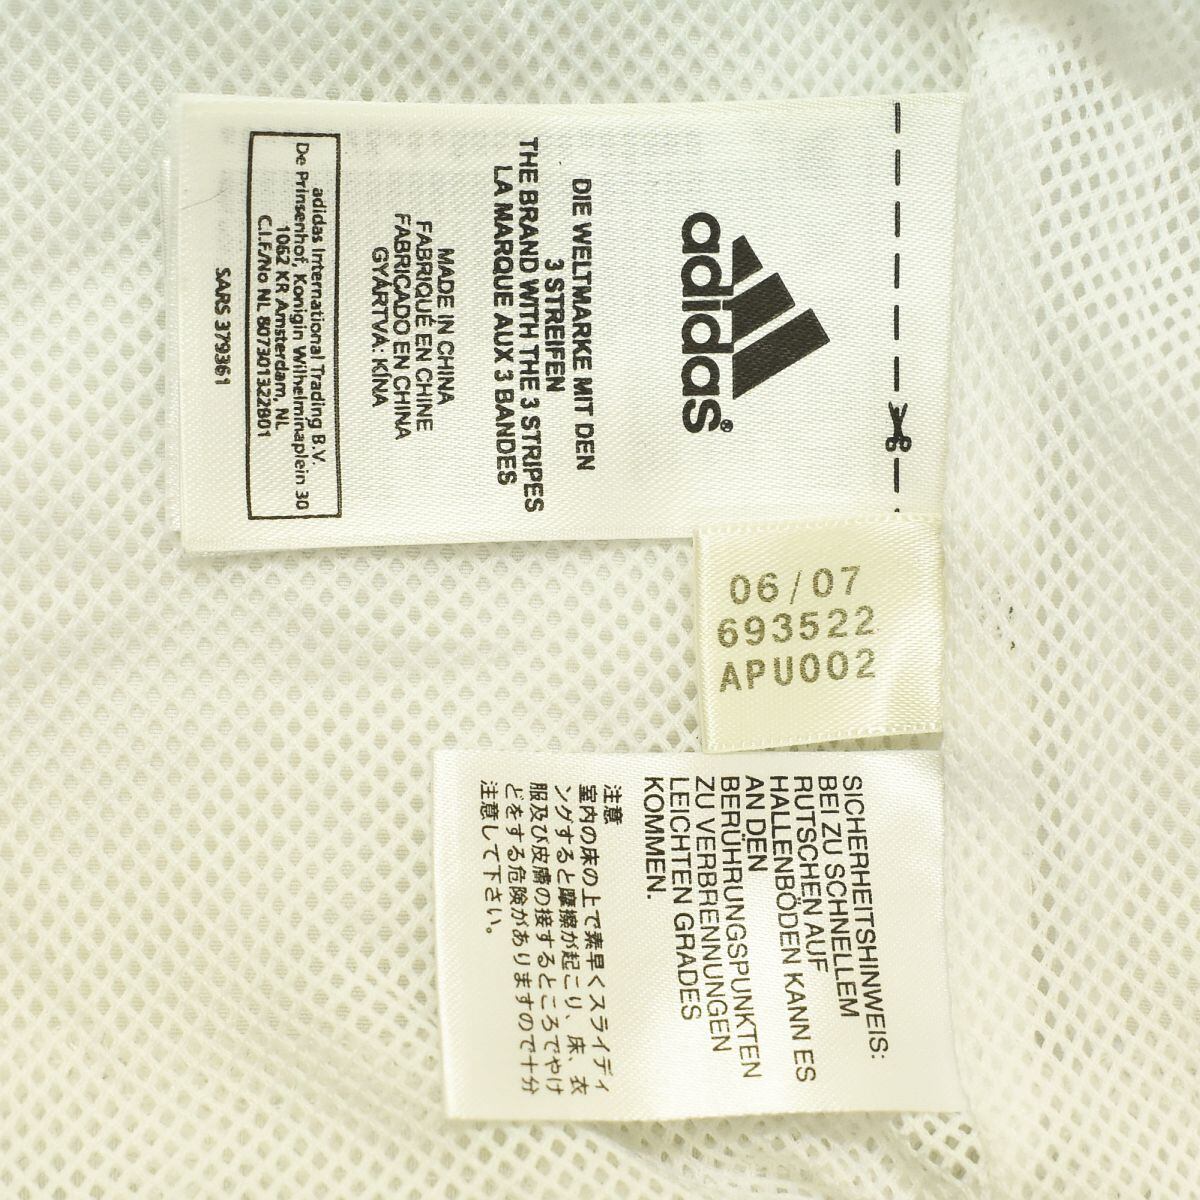 adidas®
DIE WELTMARKE MIT DEN
3 STREIFEN
THE BRAND WITH THE 3 STRIPES
LA MARQUE AUX 3 BANDES
MADE IN CHINA
FABRIQUÉ EN CHINE
FABRICADO EN CHINA
GYÁRTVA: KÍNA
adidas International Trading B.V.
De Prinsenhof, Konigin Wilhelminaplein 30
1062 KR Amsterdam, NL
C.I.F/No NL 807301322B01
SARS 379361
06/07
693522
APU002
SICHERHEITSHINWEIS:
BEI ZU SCHNELLEM
RUTSCHEN AUF
HALLENBÖDEN KANN ES
AN DEN
BERÜHRUNGSPUNKTEN
ZU VERBRENNUNGEN
LEICHTEN GRADES
KOMMEN.
注意
室内の床の上で素早くスライディ
ングすると摩擦が起こり、床、衣
服及び皮膚の接するところでやけ
どをする危険がありますので十分
注意して下さい。